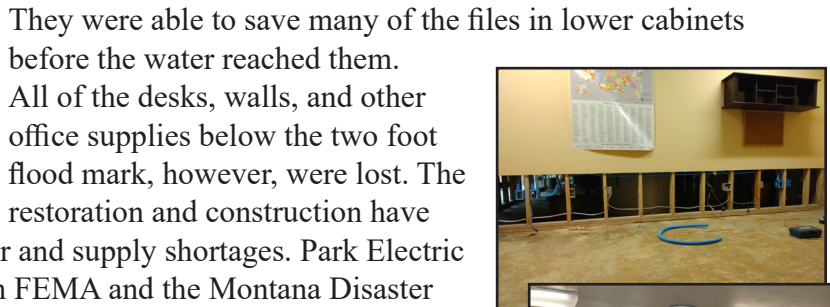 They were able to save many of the files in lower cabinets
before the water reached them.
All of the desks, walls, and other
office supplies below the two foot
flood mark, however, were lost. The
restoration and construction have
r and supply shortages. Park Electric
FEMA and the Montana Disaster